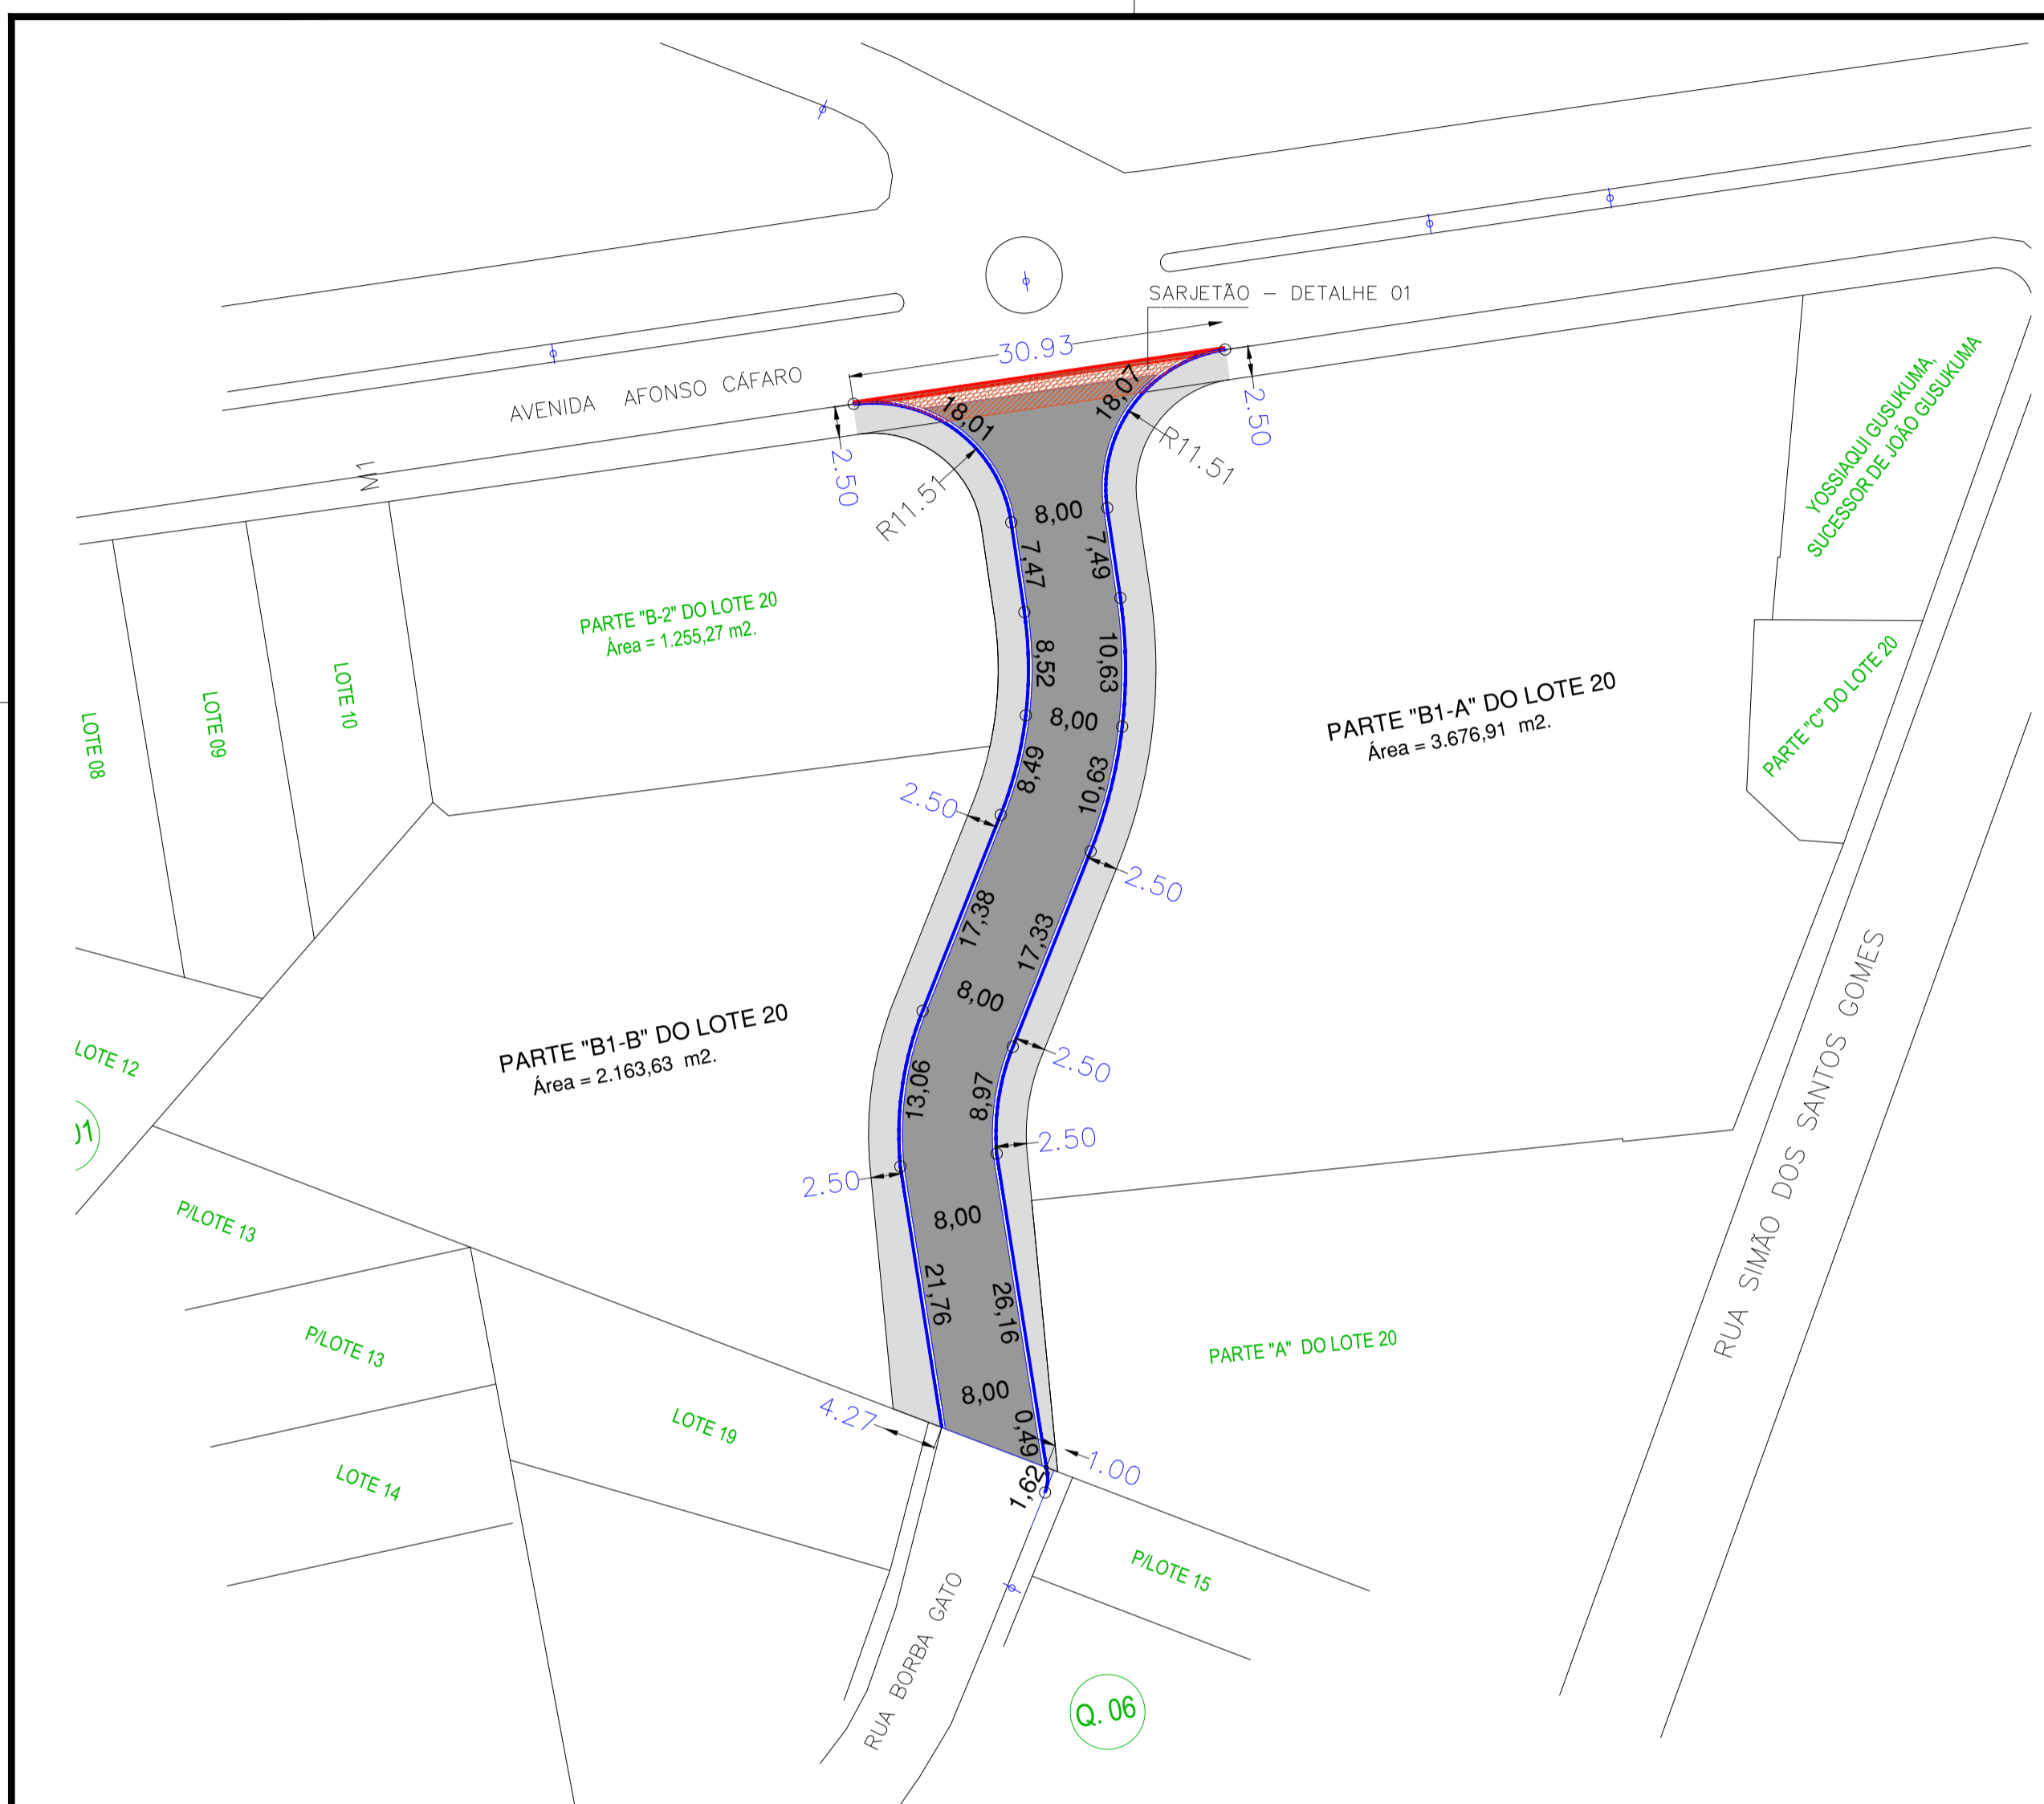 SARJETÃO – DETALHE 01
30.93
AVENIDA AFONSO CÁFARO
18,01
18,07
2.50
2.50
R11.51
R11.51
LM
8,00
7,47
7,49
YOSSIAQUI GUSUKUMA,
SUCESSOR DE JOÃO GUSUKUMA
PARTE "B-2" DO LOTE 20
Área = 1.255,27 m2.
LOTE 08
LOTE 09
LOTE 10
8,52
10,63
8,00
PARTE "B1-A" DO LOTE 20
Área = 3.676,91 m2.
PARTE "C" DO LOTE 20
8,49
10,63
2.50
2.50
17,38
17,33
8,00
PARTE "B1-B" DO LOTE 20
Área = 2.163,63 m2.
LOTE 12
01
13,06
8,97
2.50
2.50
2.50
RUA SIMÃO DOS SANTOS GOMES
P/LOTE 13
8,00
21,76
26,16
P/LOTE 13
PARTE "A" DO LOTE 20
8,00
4.27
0,49
1.00
1,62
LOTE 19
LOTE 14
P/LOTE 15
RUA BORBA GATO
Q. 06